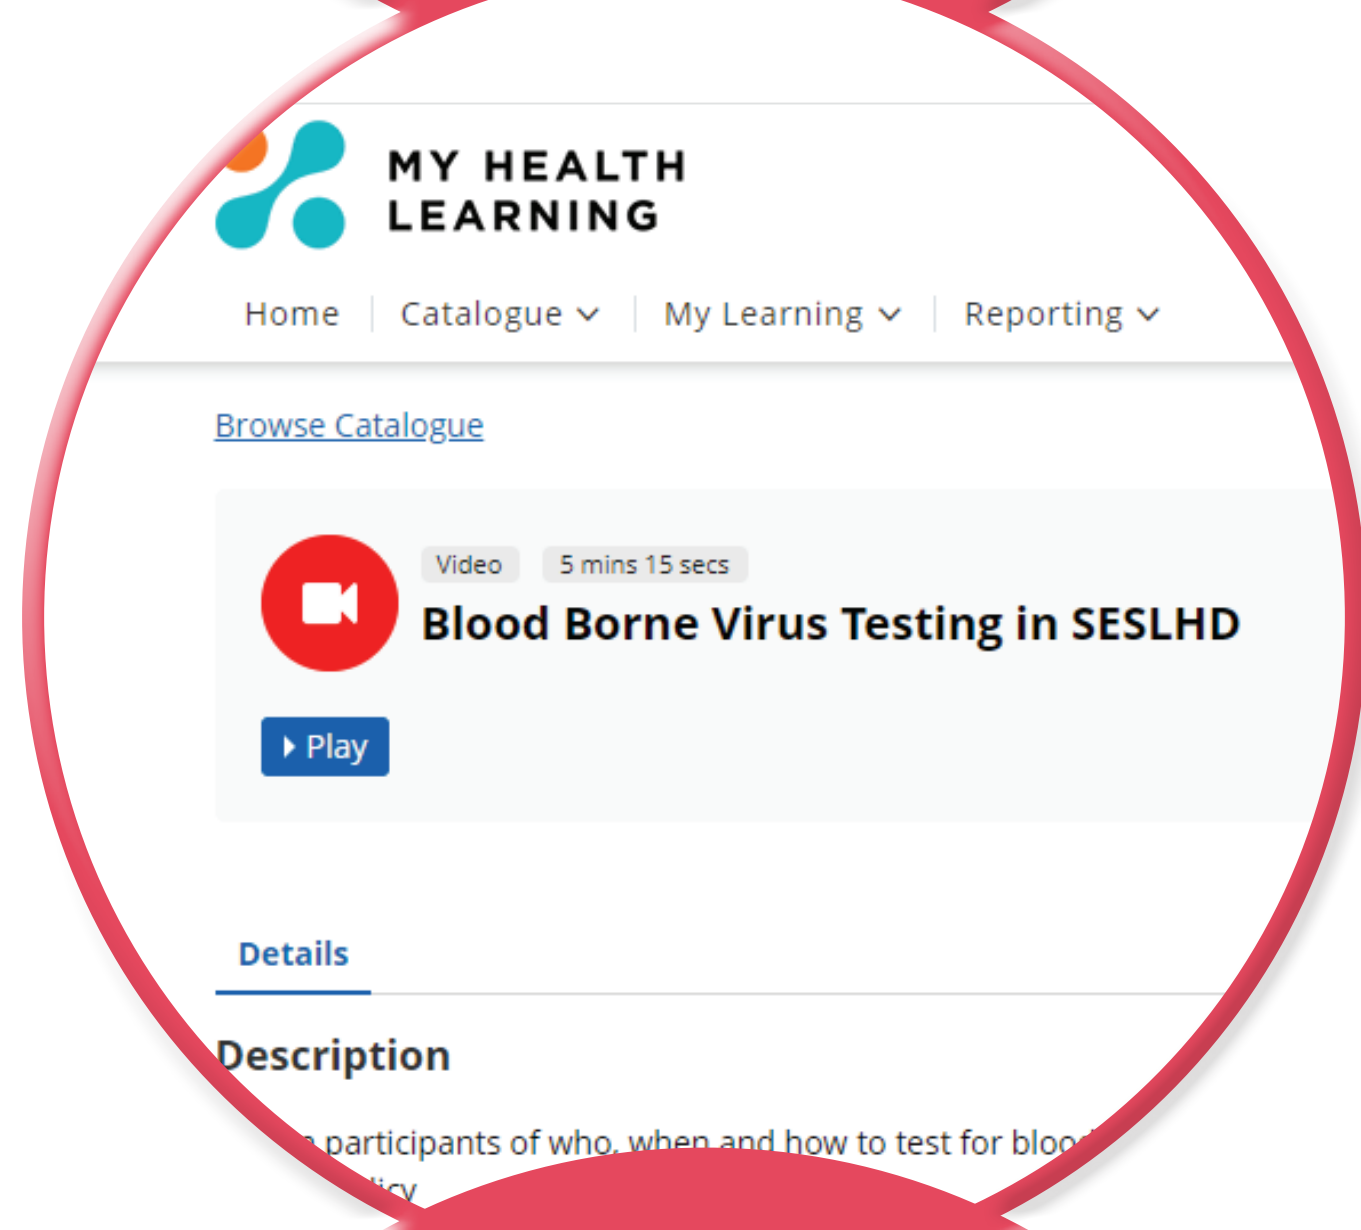 MY HEALTH
LEARNING
Home Catalogue My Learning Reporting
Browse Catalogue
Video 5 mins 15 secs
Blood Borne Virus Testing in SESLHD
Play
Details
Description
participants of who, when and how to test for